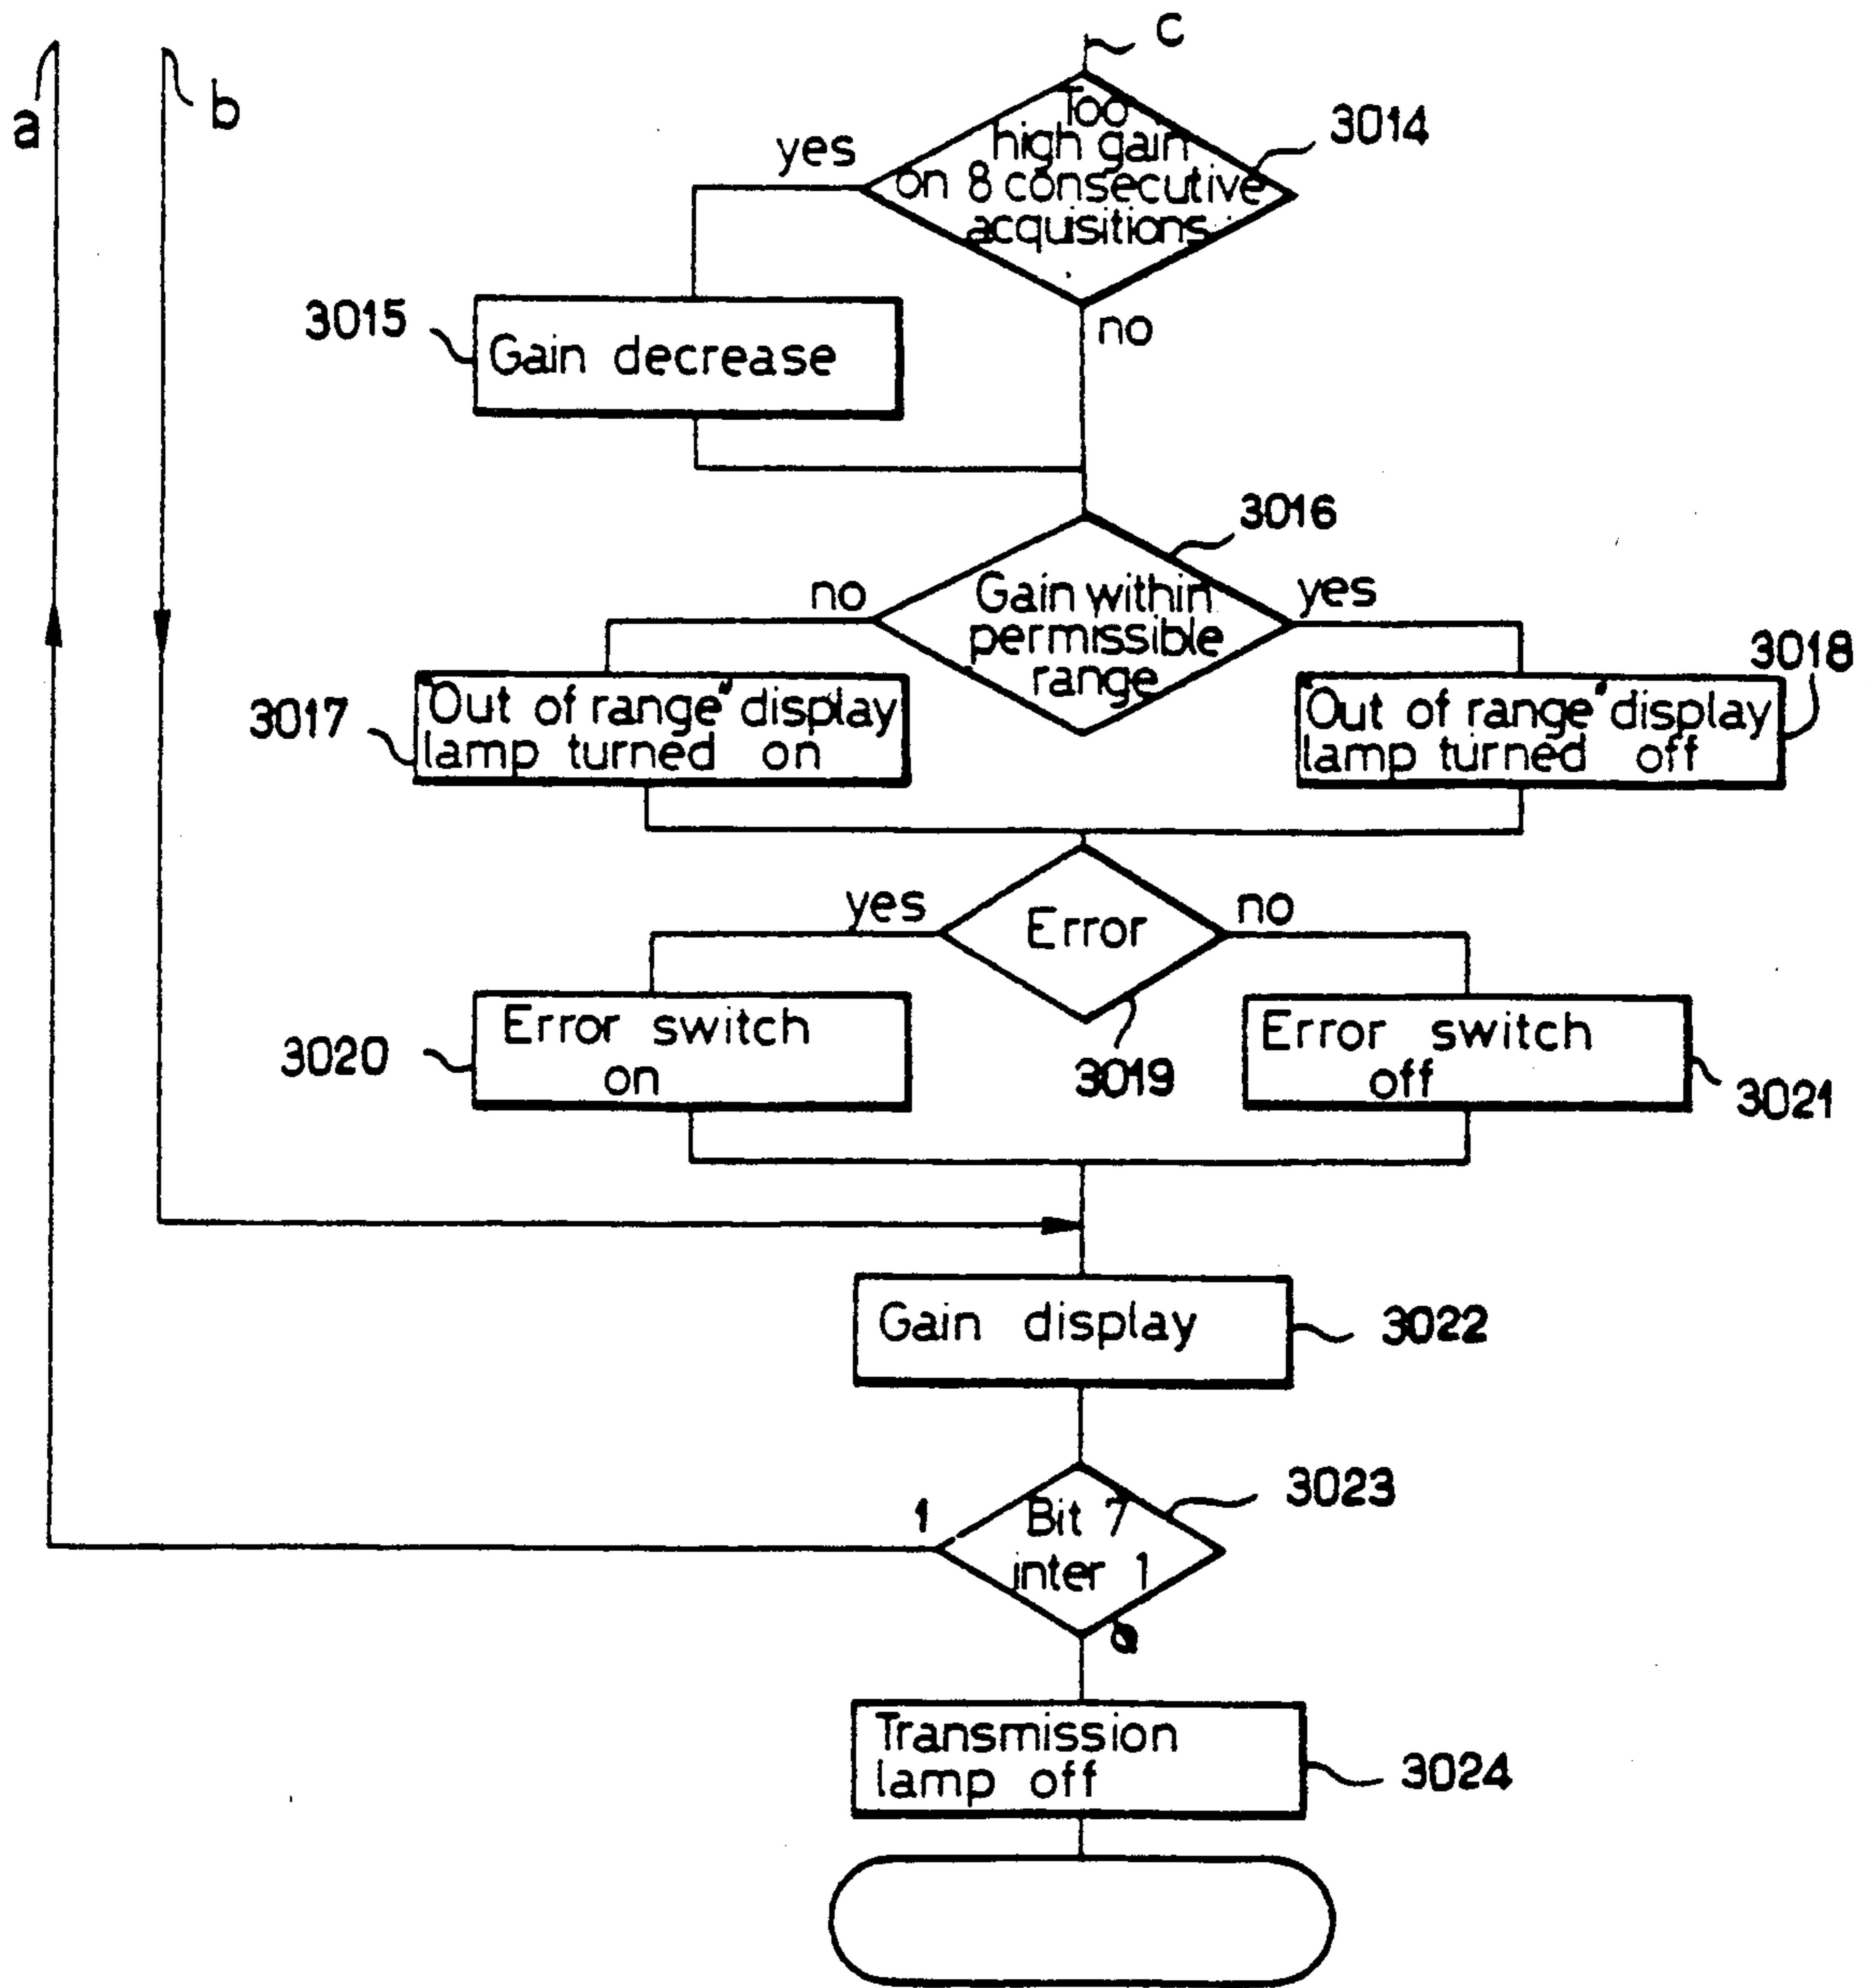 c
a
b
Too
high gain
on 8 consecutive
acquisitions
3014
yes
no
3015
Gain decrease
3016
no
Gain within
permissible
range
yes
3017
"Out of range" display
lamp turned on
3018
"Out of range" display
lamp turned off
yes
Error
no
3019
3020
Error switch
on
Error switch
off
3021
Gain display
3022
3023
1
Bit 7
inter 1
0
Transmission
lamp off
3024